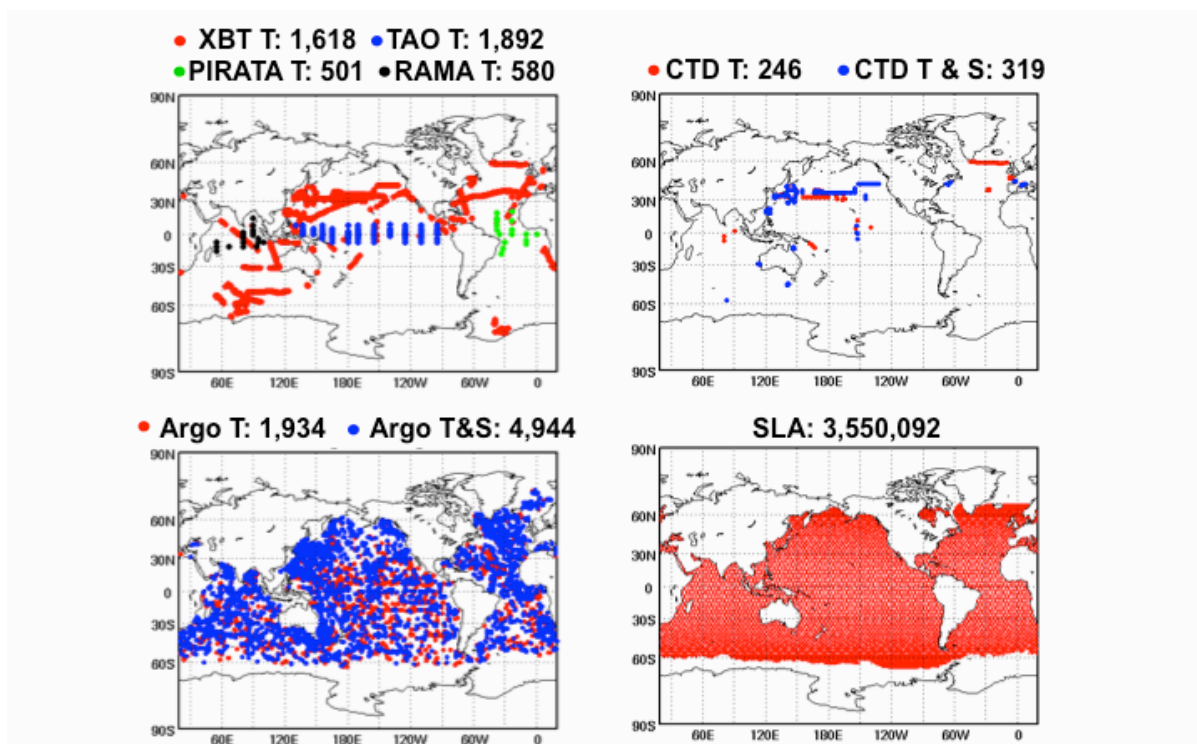 XBT T: 1,618 TAO T: 1,892
PIRATA T: 501 RAMA T: 580
90N
60N
30N
0
30S
60S
90S
60E 120E 180E 120W 60W 0
CTD T: 246 CTD T & S: 319
90N
60N
30N
0
30S
60S
90S
60E 120E 180E 120W 60W 0
Argo T: 1,934 Argo T&S: 4,944
90N
60N
30N
0
30S
60S
90S
60E 120E 180E 120W 60W 0
SLA: 3,550,092
90N
60N
30N
0
30S
60S
90S
60E 120E 180E 120W 60W 0